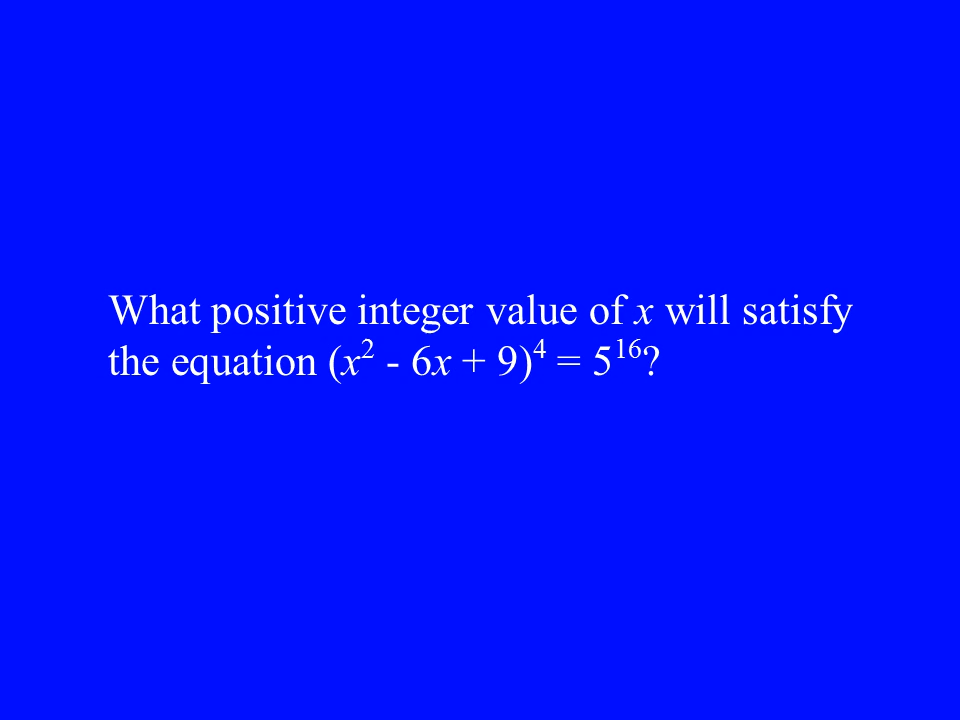 What positive integer value of x will satisfy
the equation (x² - 6x + 9)⁴ = 5¹⁶?